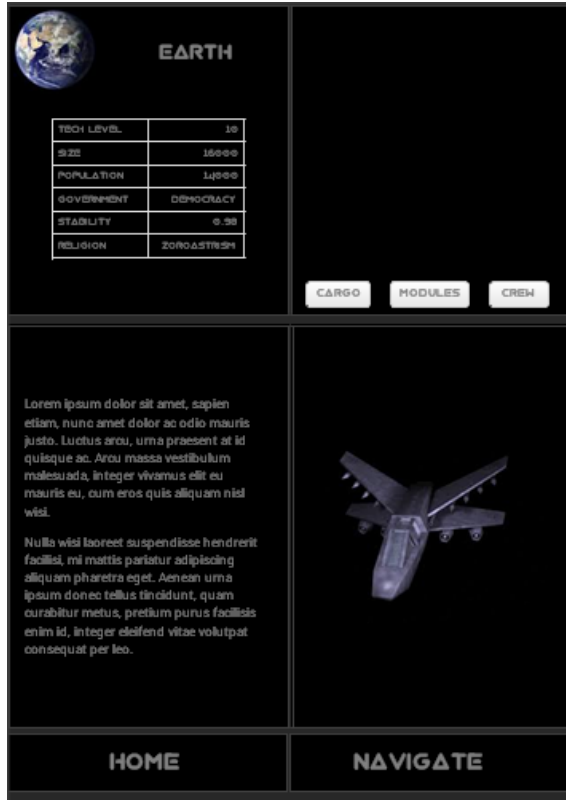 EARTH
TECH LEVEL 10
SIZE 16000
POPULATION 14000
GOVERNMENT DEMOCRACY
STABILITY 0.98
RELIGION ZOROASTRISM
CARGO MODULES CREW
Lorem ipsum dolor sit amet, sapien
etiam, nunc amet dolor ac odio mauris
justo. Luctus arcu, urna praesent at id
quisque ac. Arcu massa vestibulum
malesuada, integer vivamus elit eu
mauris eu, cum eros quis aliquam nisl
wisi.
Nulla wisi laoreet suspendisse hendrerit
facilisi, mi mattis pariatur adipiscing
aliquam pharetra eget. Aenean urna
ipsum donec tellus tincidunt, quam
curabitur metus, pretium purus facilisis
enim id, integer eleifend vitae volutpat
consequat per leo.
HOME NAVIGATE